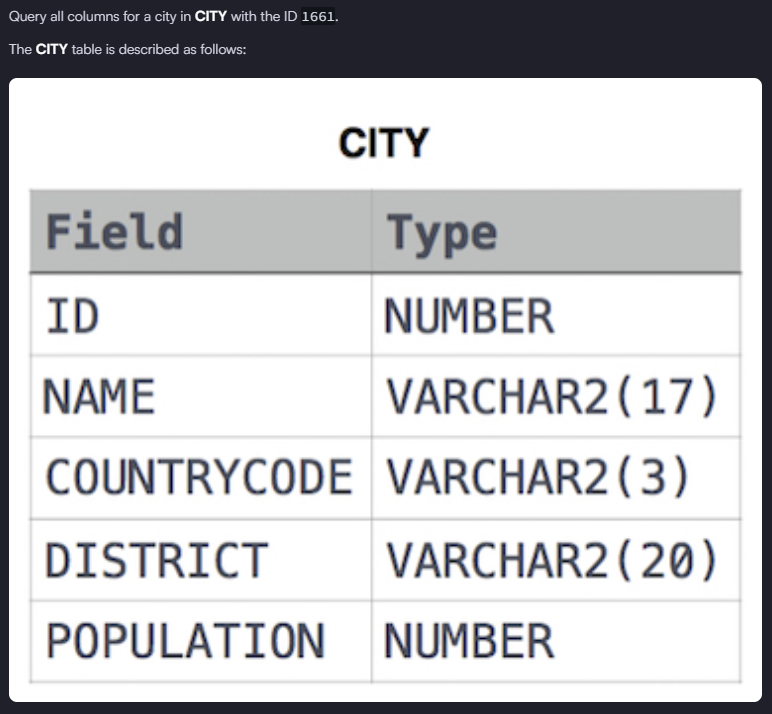 Query all columns for a city in CITY with the ID 1661.
The CITY table is described as follows:
CITY
Field Type
ID NUMBER
NAME VARCHAR2(17)
COUNTRYCODE VARCHAR2(3)
DISTRICT VARCHAR2(20)
POPULATION NUMBER